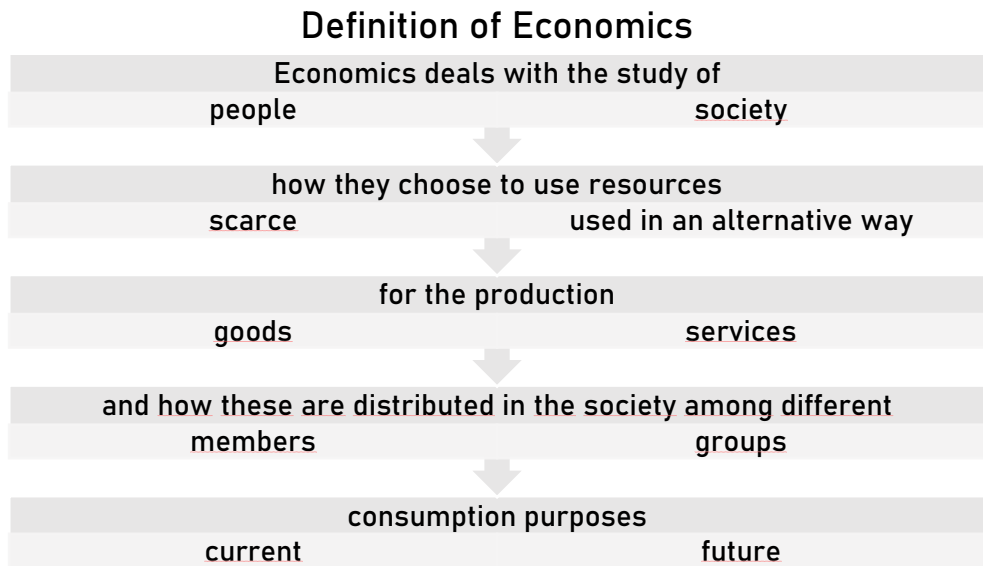 Definition of Economics
Economics deals with the study of
people society
how they choose to use resources
scarce used in an alternative way
for the production
goods services
and how these are distributed in the society among different
members groups
consumption purposes
current future